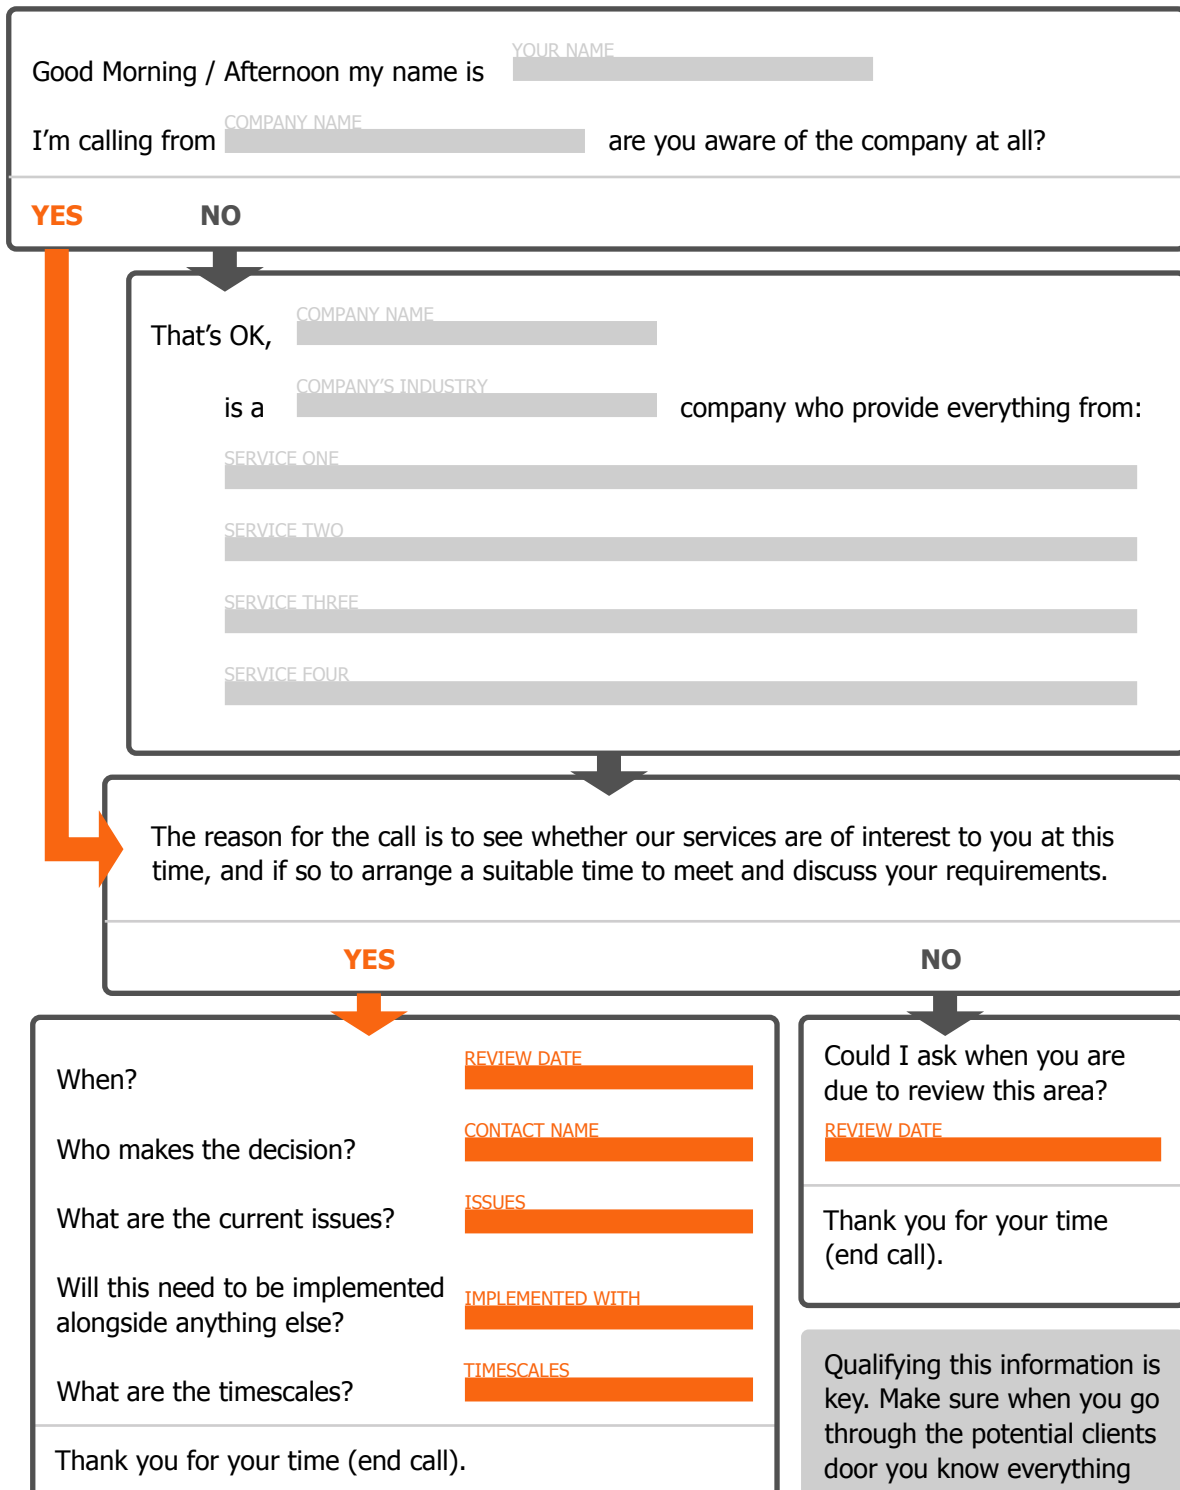 YOUR NAME
Good Morning / Afternoon my name is
COMPANY NAME
I'm calling from are you aware of the company at all?
YES NO
COMPANY NAME
That's OK,
COMPANY'S INDUSTRY
is a company who provide everything from:
SERVICE ONE
SERVICE TWO
SERVICE THREE
SERVICE FOUR
The reason for the call is to see whether our services are of interest to you at this
time, and if so to arrange a suitable time to meet and discuss your requirements.
YES NO
REVIEW DATE
When?
CONTACT NAME
Who makes the decision?
ISSUES
What are the current issues?
Will this need to be implemented
IMPLEMENTED WITH
alongside anything else?
TIMESCALES
What are the timescales?
Thank you for your time (end call).
Could I ask when you are
due to review this area?
REVIEW DATE
Thank you for your time
(end call).
Qualifying this information is
key. Make sure when you go
through the potential clients
door you know everything